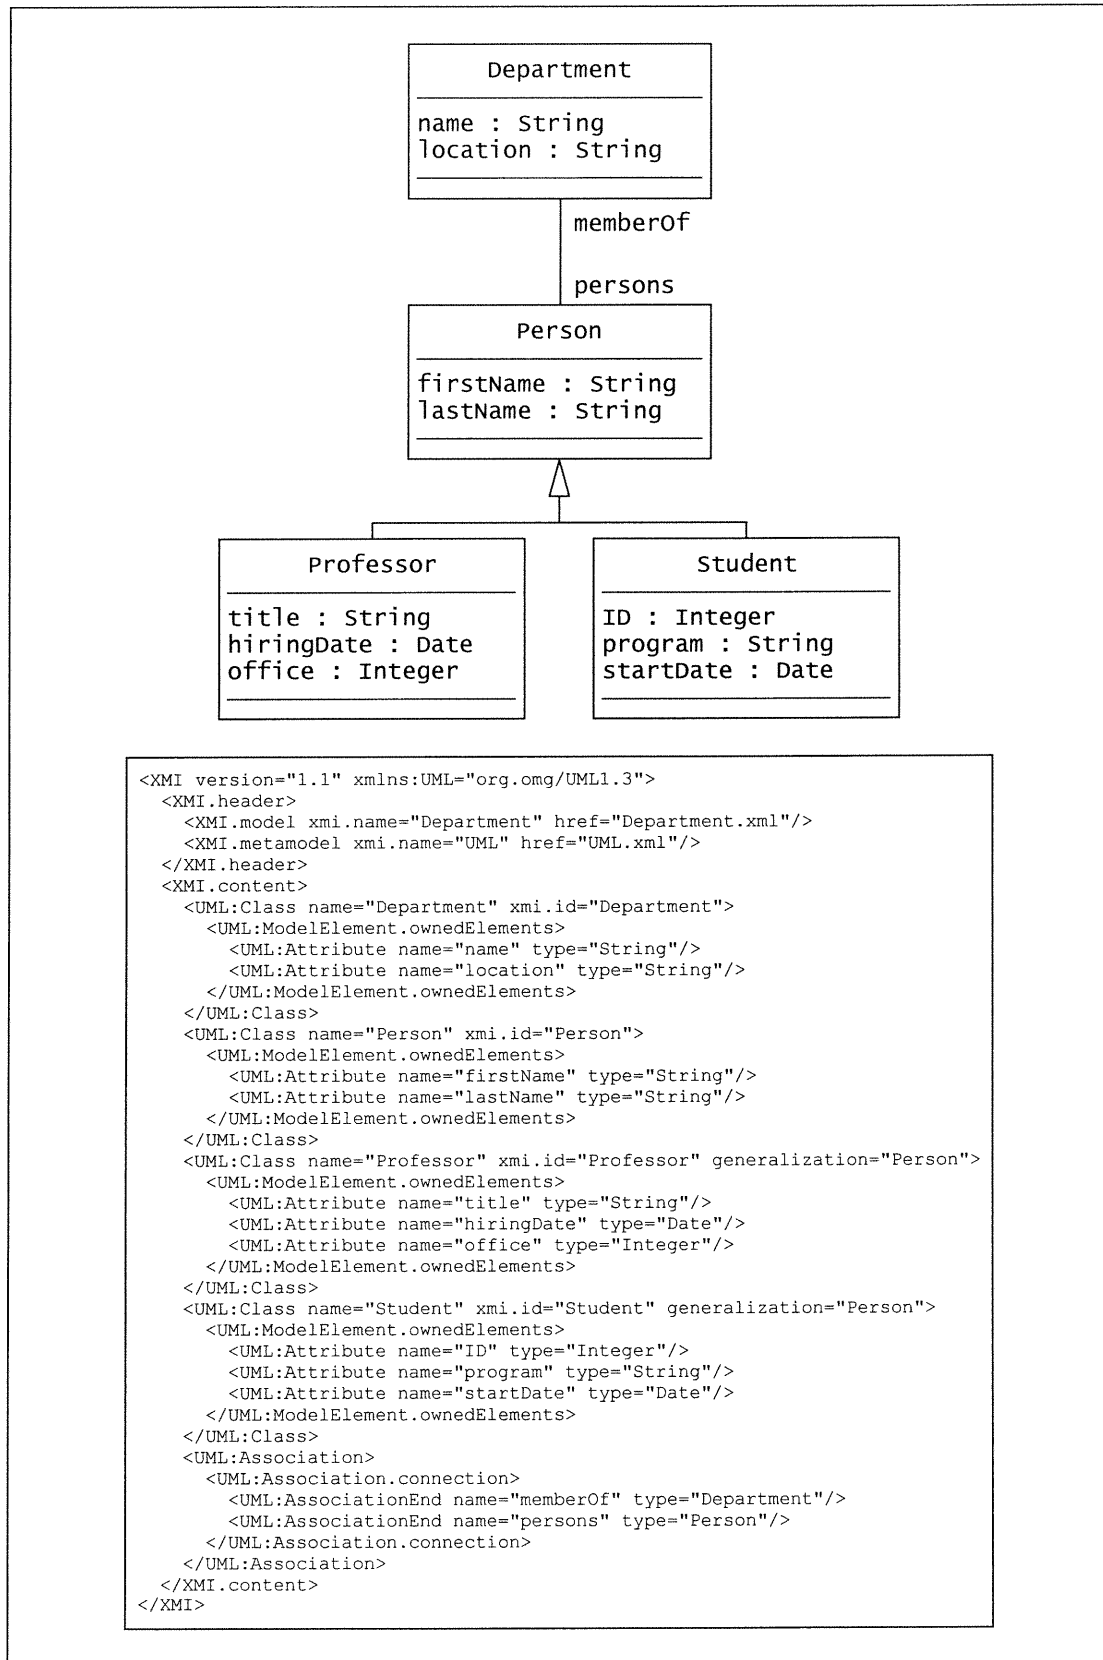 Department
name : String
location : String
memberOf
persons
Person
firstName : String
lastName : String
Professor
title : String
hiringDate : Date
office : Integer
Student
ID : Integer
program : String
startDate : Date
<XMI version="1.1" xmlns:UML="org.omg/UML1.3">
  <XMI.header>
    <XMI.model xmi.name="Department" href="Department.xml"/>
    <XMI.metamodel xmi.name="UML" href="UML.xml"/>
  </XMI.header>
  <XMI.content>
    <UML:Class name="Department" xmi.id="Department">
      <UML:ModelElement.ownedElements>
        <UML:Attribute name="name" type="String"/>
        <UML:Attribute name="location" type="String"/>
      </UML:ModelElement.ownedElements>
    </UML:Class>
    <UML:Class name="Person" xmi.id="Person">
      <UML:ModelElement.ownedElements>
        <UML:Attribute name="firstName" type="String"/>
        <UML:Attribute name="lastName" type="String"/>
      </UML:ModelElement.ownedElements>
    </UML:Class>
    <UML:Class name="Professor" xmi.id="Professor" generalization="Person">
      <UML:ModelElement.ownedElements>
        <UML:Attribute name="title" type="String"/>
        <UML:Attribute name="hiringDate" type="Date"/>
        <UML:Attribute name="office" type="Integer"/>
      </UML:ModelElement.ownedElements>
    </UML:Class>
    <UML:Class name="Student" xmi.id="Student" generalization="Person">
      <UML:ModelElement.ownedElements>
        <UML:Attribute name="ID" type="Integer"/>
        <UML:Attribute name="program" type="String"/>
        <UML:Attribute name="startDate" type="Date"/>
      </UML:ModelElement.ownedElements>
    </UML:Class>
    <UML:Association>
      <UML:Association.connection>
        <UML:AssociationEnd name="memberOf" type="Department"/>
        <UML:AssociationEnd name="persons" type="Person"/>
      </UML:Association.connection>
    </UML:Association>
  </XMI.content>
</XMI>